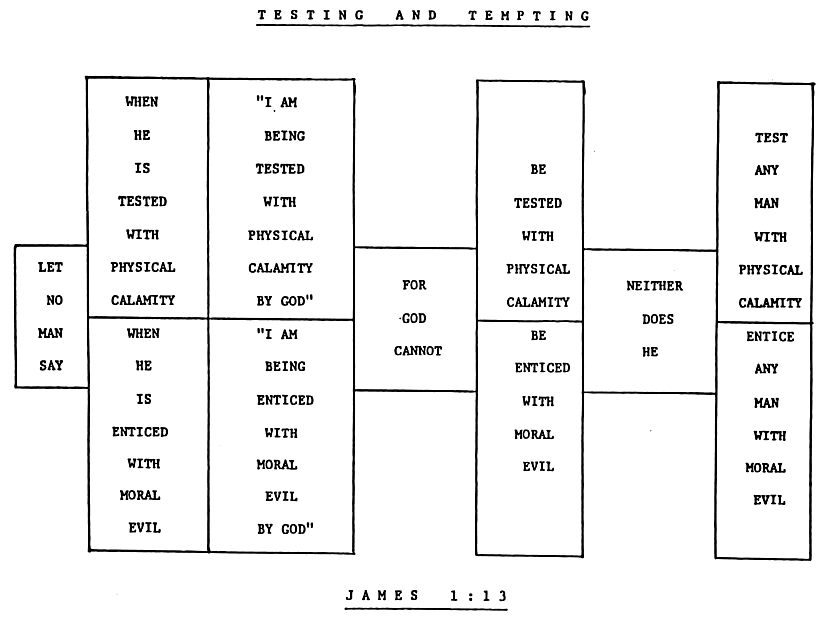 TESTING AND TEMPTING
LET
NO
MAN
SAY
WHEN
HE
IS
TESTED
WITH
PHYSICAL
CALAMITY
WHEN
HE
IS
ENTICED
WITH
MORAL
EVIL
"I AM
BEING
TESTED
WITH
PHYSICAL
CALAMITY
BY GOD"
"I AM
BEING
ENTICED
WITH
MORAL
EVIL
BY GOD"
FOR
GOD
CANNOT
BE
TESTED
WITH
PHYSICAL
CALAMITY
BE
ENTICED
WITH
MORAL
EVIL
NEITHER
DOES
HE
TEST
ANY
MAN
WITH
PHYSICAL
CALAMITY
ENTICE
ANY
MAN
WITH
MORAL
EVIL
JAMES 1:13